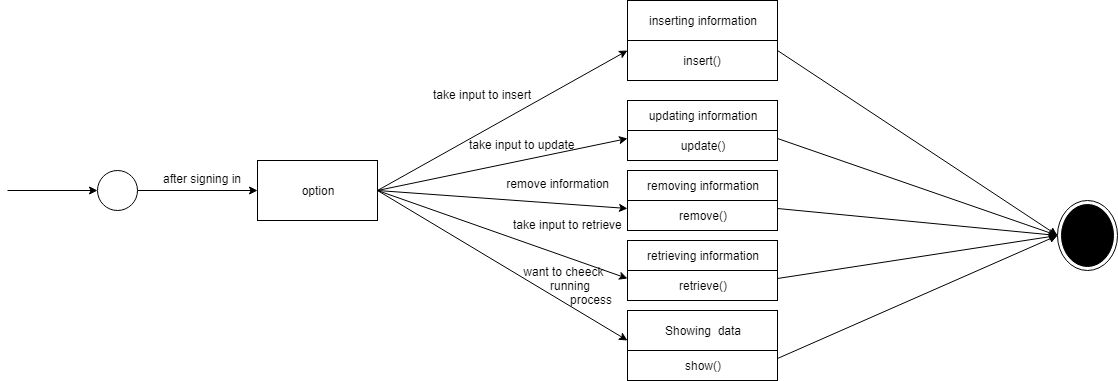 inserting information
insert()
take input to insert
updating information
take input to update
update()
after signing in
option
remove information
removing information
remove()
take input to retrieve
retrieving information
retrieve()
want to cheeck
running
process
Showing data
show()